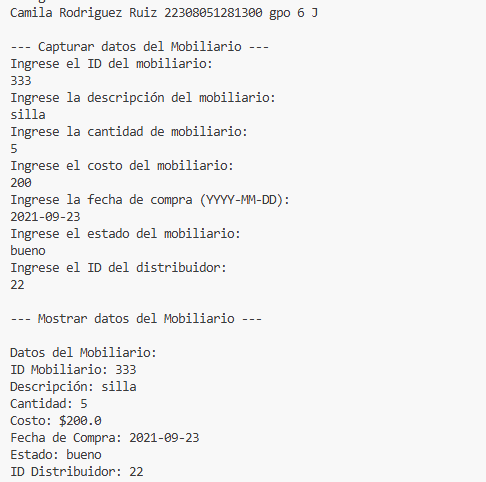 Camila Rodriguez Ruiz 22308051281300 gpo 6 J
--- Capturar datos del Mobiliario ---
Ingrese el ID del mobiliario:
333
Ingrese la descripción del mobiliario:
silla
Ingrese la cantidad de mobiliario:
5
Ingrese el costo del mobiliario:
200
Ingrese la fecha de compra (YYYY-MM-DD):
2021-09-23
Ingrese el estado del mobiliario:
bueno
Ingrese el ID del distribuidor:
22
--- Mostrar datos del Mobiliario ---
Datos del Mobiliario:
ID Mobiliario: 333
Descripción: silla
Cantidad: 5
Costo: $200.0
Fecha de Compra: 2021-09-23
Estado: bueno
ID Distribuidor: 22